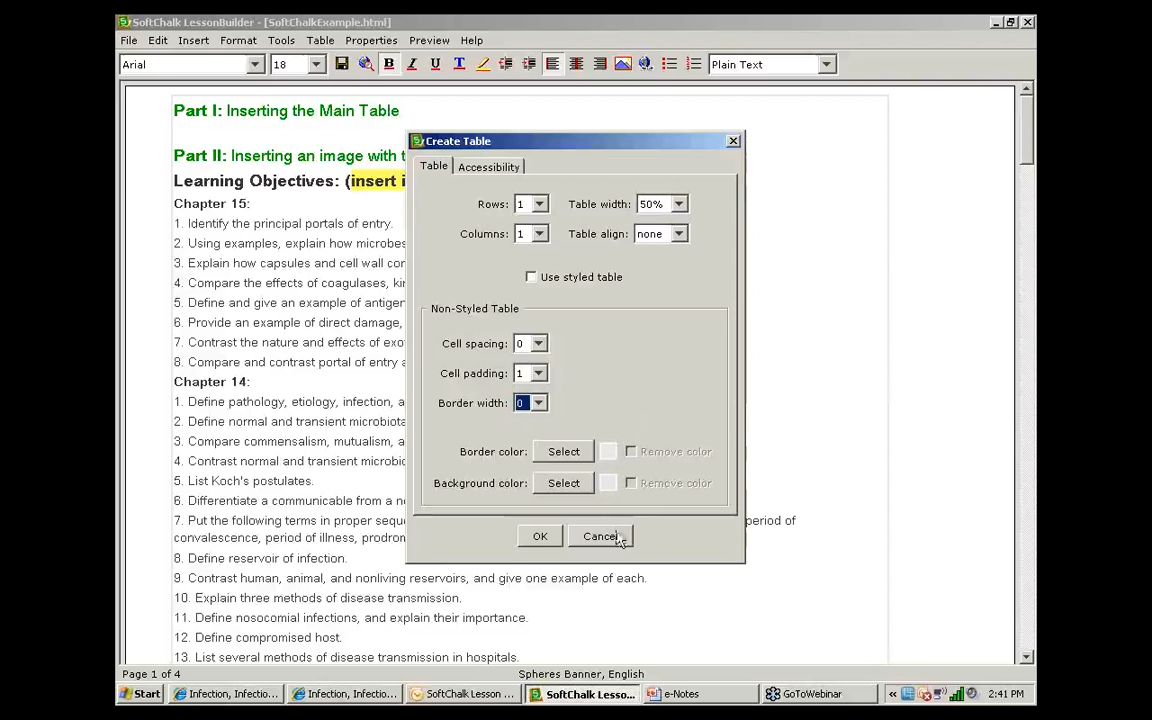 SoftChalk LessonBuilder - [SoftChalkExample.html]
File Edit Insert Format Tools Table Properties Preview Help
Arial 18 B I U T Plain Text
Part I: Inserting the Main Table
Part II: Inserting an image with t
Learning Objectives: (insert i
Chapter 15:
1. Identify the principal portals of entry.
2. Using examples, explain how microbes
3. Explain how capsules and cell wall con
4. Compare the effects of coagulases, kin
5. Define and give an example of antigen
6. Provide an example of direct damage,
7. Contrast the nature and effects of exo
8. Compare and contrast portal of entry a
Chapter 14:
1. Define pathology, etiology, infection, a
2. Define normal and transient microbiota
3. Compare commensalism, mutualism, a
4. Contrast normal and transient microbio
5. List Koch's postulates.
6. Differentiate a communicable from a n
7. Put the following terms in proper seque period of
convalescence, period of illness, prodrom
8. Define reservoir of infection.
9. Contrast human, animal, and nonliving reservoirs, and give one example of each.
10. Explain three methods of disease transmission.
11. Define nosocomial infections, and explain their importance.
12. Define compromised host.
13. List several methods of disease transmission in hospitals.
Create Table
Table Accessibility
Rows: 1 Table width: 50%
Columns: 1 Table align: none
Use styled table
Non-Styled Table
Cell spacing: 0
Cell padding: 1
Border width: 0
Border color: Select Remove color
Background color: Select Remove color
OK Cancel
Page 1 of 4 Spheres Banner, English
Start Infection, Infectio... Infection, Infectio... SoftChalk Lesson ... SoftChalk Lesso... e-Notes GoToWebinar « 2:41 PM